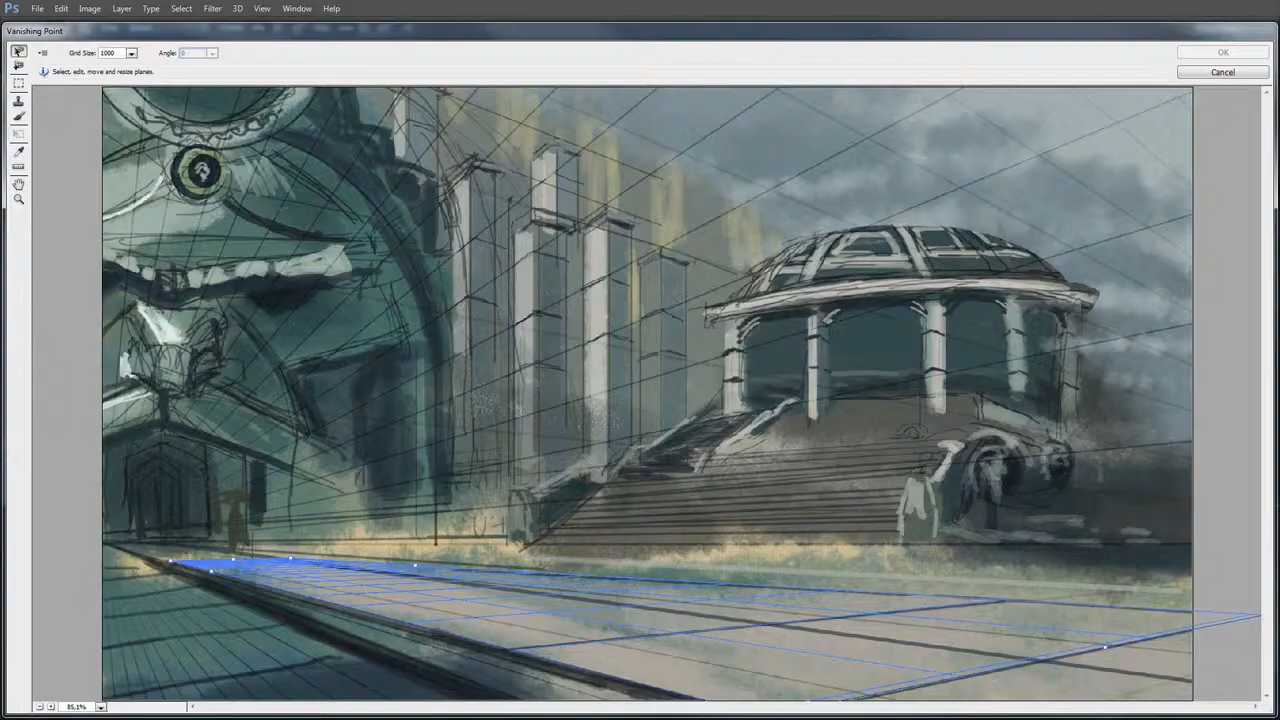 Ps File Edit Image Layer Type Select Filter 3D View Window Help
Vanishing Point
Grid Size: 1000 Angle: 0 OK
Select, edit, move and resize planes. Cancel
85.1%